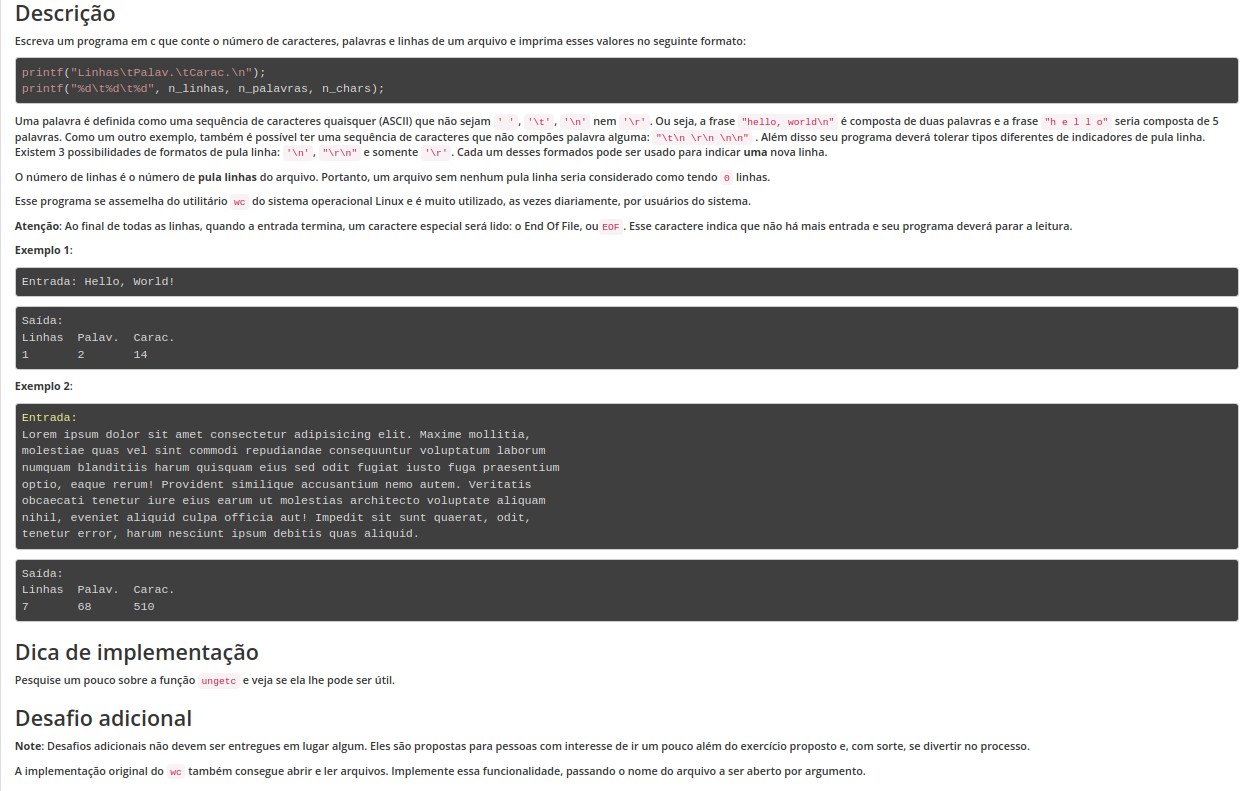 Descrição
Escreva um programa em c que conte o número de caracteres, palavras e linhas de um arquivo e imprima esses valores no seguinte formato:
printf("Linhas\tPalav.\tCarac.\n");
printf("%d\t%d\t%d", n_linhas, n_palavras, n_chars);
Uma palavra é definida como uma sequência de caracteres quaisquer (ASCII) que não sejam ' ', '\t', '\n' nem '\r'. Ou seja, a frase "hello, world\n" é composta de duas palavras e a frase "h e l l o" seria composta de 5
palavras. Como um outro exemplo, também é possível ter uma sequência de caracteres que não compões palavra alguma: "\t\n \r\n \n\n" . Além disso seu programa deverá tolerar tipos diferentes de indicadores de pula linha.
Existem 3 possibilidades de formatos de pula linha: '\n', "\r\n" e somente '\r'. Cada um desses formados pode ser usado para indicar uma nova linha.
O número de linhas é o número de pula linhas do arquivo. Portanto, um arquivo sem nenhum pula linha seria considerado como tendo 0 linhas.
Esse programa se assemelha do utilitário wc do sistema operacional Linux e é muito utilizado, as vezes diariamente, por usuários do sistema.
Atenção: Ao final de todas as linhas, quando a entrada termina, um caractere especial será lido: o End Of File, ou EOF. Esse caractere indica que não há mais entrada e seu programa deverá parar a leitura.
Exemplo 1:
Entrada: Hello, World!
Saída:
Linhas Palav. Carac.
1 2 14
Exemplo 2:
Entrada:
Lorem ipsum dolor sit amet consectetur adipisicing elit. Maxime mollitia,
molestiae quas vel sint commodi repudiandae consequuntur voluptatum laborum
numquam blanditiis harum quisquam eius sed odit fugiat iusto fuga praesentium
optio, eaque rerum! Provident similique accusantium nemo autem. Veritatis
obcaecati tenetur iure eius earum ut molestias architecto voluptate aliquam
nihil, eveniet aliquid culpa officia aut! Impedit sit sunt quaerat, odit,
tenetur error, harum nesciunt ipsum debitis quas aliquid.
Saída:
Linhas Palav. Carac.
7 68 510
Dica de implementação
Pesquise um pouco sobre a função ungetc e veja se ela lhe pode ser útil.
Desafio adicional
Note: Desafios adicionais não devem ser entregues em lugar algum. Eles são propostas para pessoas com interesse de ir um pouco além do exercício proposto e, com sorte, se divertir no processo.
A implementação original do wc também consegue abrir e ler arquivos. Implemente essa funcionalidade, passando o nome do arquivo a ser aberto por argumento.